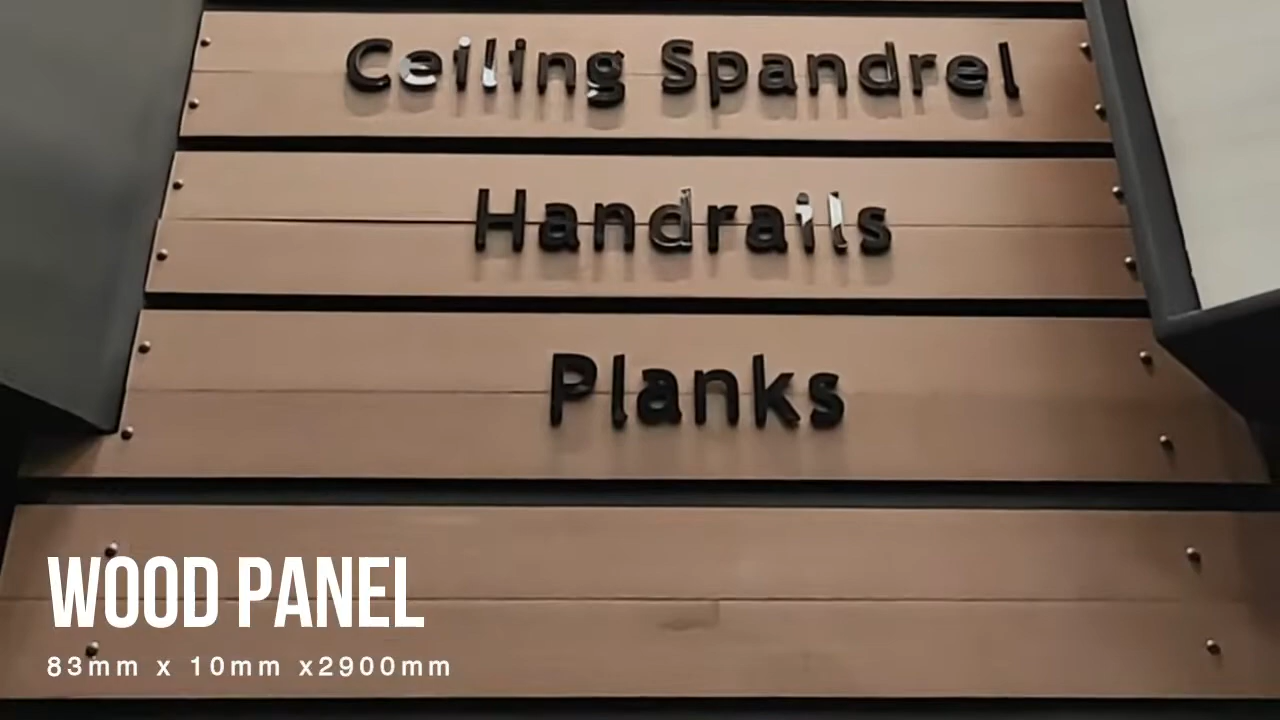 Ceiling Spandrel
Handrails
Planks
WOOD PANEL
83mm x 10mm x2900mm